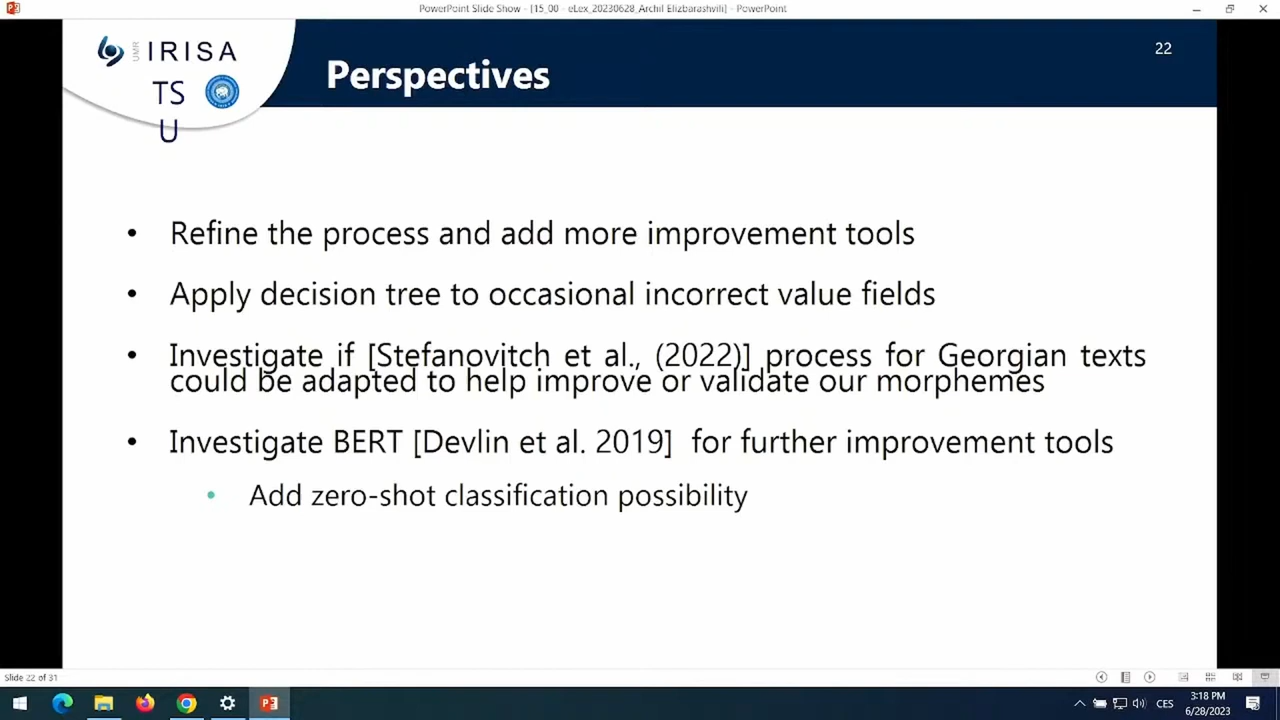 PowerPoint Slide Show - [15_00 - eLex_20230628_Archil Elizbarashvili] - PowerPoint
UMR IRISA
TS
U
Perspectives
22
• Refine the process and add more improvement tools
• Apply decision tree to occasional incorrect value fields
• Investigate if [Stefanovitch et al., (2022)] process for Georgian texts
could be adapted to help improve or validate our morphemes
• Investigate BERT [Devlin et al. 2019] for further improvement tools
• Add zero-shot classification possibility
Slide 22 of 31
CES
3:18 PM
6/28/2023